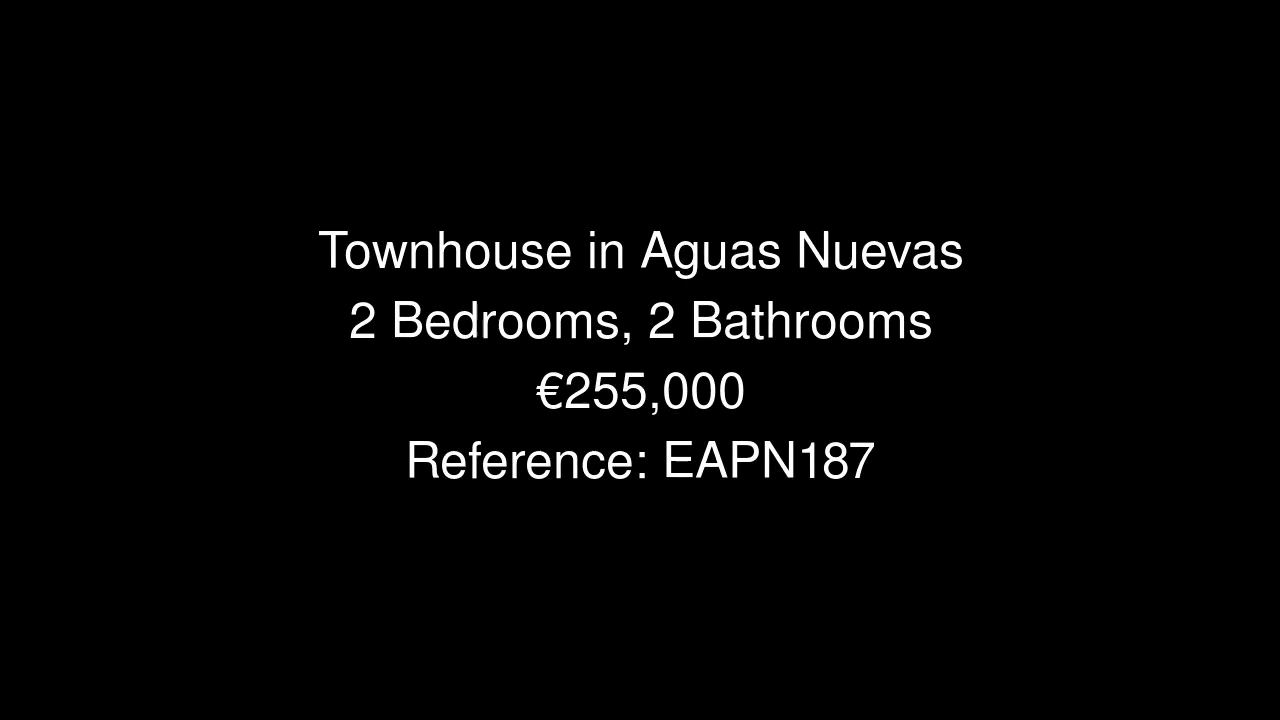 Townhouse in Aguas Nuevas
2 Bedrooms, 2 Bathrooms
€255,000
Reference: EAPN187